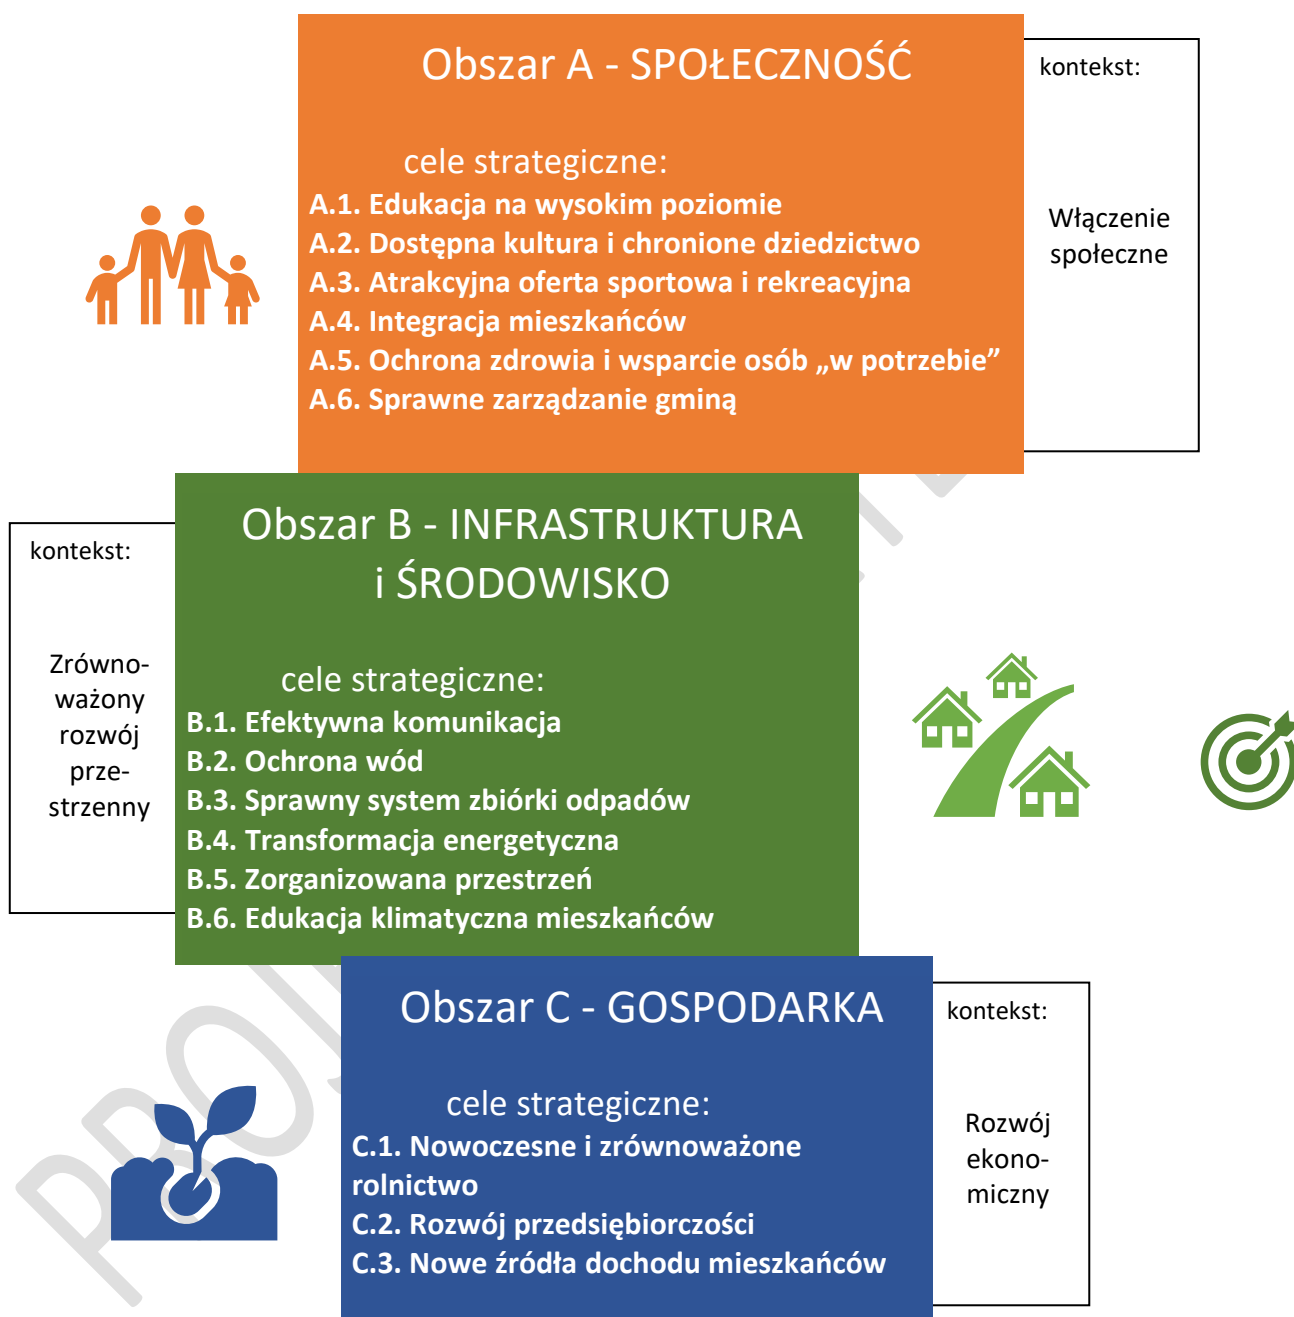 Obszar A - SPOŁECZNOŚĆ
cele strategiczne:
A.1. Edukacja na wysokim poziomie
A.2. Dostępna kultura i chronione dziedzictwo
A.3. Atrakcyjna oferta sportowa i rekreacyjna
A.4. Integracja mieszkańców
A.5. Ochrona zdrowia i wsparcie osób „w potrzebie”
A.6. Sprawne zarządzanie gminą
kontekst:
Włączenie
społeczne
kontekst:
Zrówno-
ważony
rozwój
prze-
strzenny
Obszar B - INFRASTRUKTURA
i ŚRODOWISKO
cele strategiczne:
B.1. Efektywna komunikacja
B.2. Ochrona wód
B.3. Sprawny system zbiórki odpadów
B.4. Transformacja energetyczna
B.5. Zorganizowana przestrzeń
B.6. Edukacja klimatyczna mieszkańców
Obszar C - GOSPODARKA
cele strategiczne:
C.1. Nowoczesne i zrównoważone
rolnictwo
C.2. Rozwój przedsiębiorczości
C.3. Nowe źródła dochodu mieszkańców
kontekst:
Rozwój
ekono-
miczny